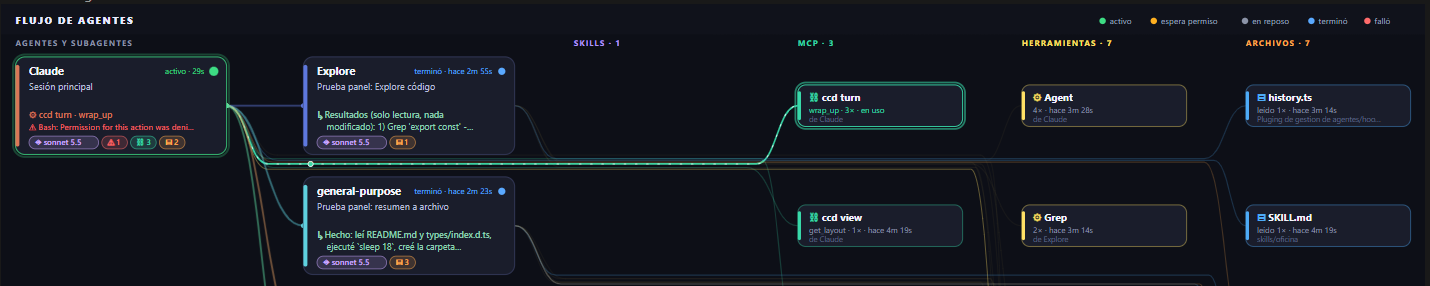 FLUJO DE AGENTES
activo
espera permiso
en reposo
terminó
falló
AGENTES Y SUBAGENTES
SKILLS · 1
MCP · 3
HERRAMIENTAS · 7
ARCHIVOS · 7
Claude
activo · 29s
Sesión principal
ccd turn · wrap_up
Bash: Permission for this action was deni...
sonnet 5.5
1
3
2
Explore
terminó · hace 2m 55s
Prueba panel: Explore código
Resultados (solo lectura, nada
modificado): 1) Grep 'export const' -...
sonnet 5.5
1
general-purpose
terminó · hace 2m 23s
Prueba panel: resumen a archivo
Hecho: leí README.md y types/index.d.ts,
ejecuté `sleep 18`, creé la carpeta...
sonnet 5.5
3
ccd turn
wrap_up · 3× · en uso
de Claude
ccd view
get_layout · 1× · hace 4m 19s
de Claude
Agent
4× · hace 3m 28s
de Claude
Grep
2× · hace 3m 14s
de Explore
history.ts
leído 1× · hace 3m 14s
Pluging de gestion de agentes/hoo...
SKILL.md
leído 1× · hace 4m 19s
skills/oficina